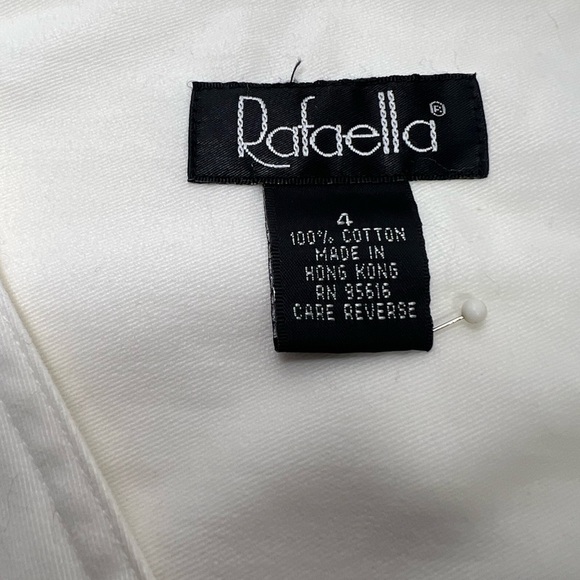 Rafaella®
4
100% COTTON
MADE IN
HONG KONG
RN 95616
CARE REVERSE